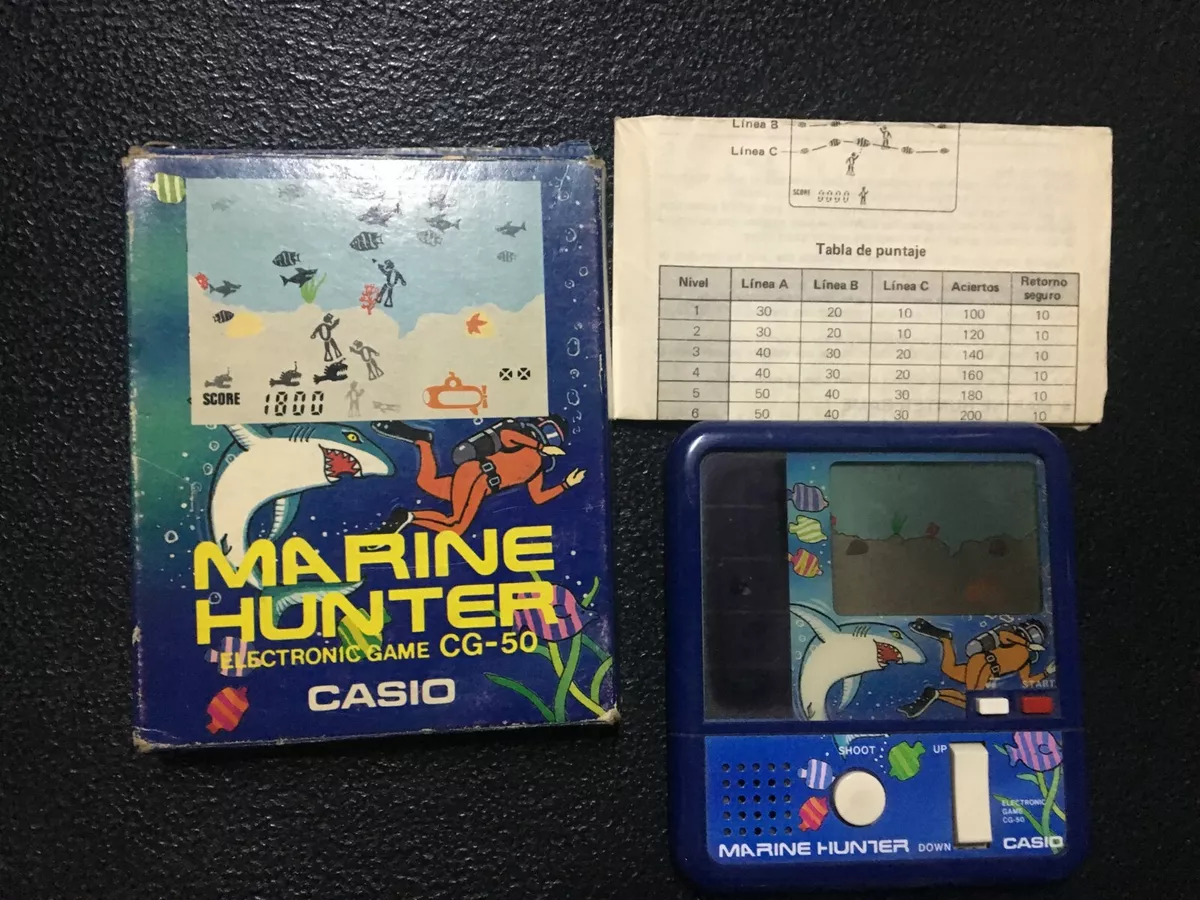 SCORE 1800
MARINE
HUNTER
ELECTRONIC GAME CG-50
CASIO
Línea B
Línea C
SCORE
Tabla de puntaje
Nivel Línea A Línea B Línea C Aciertos Retorno seguro
1 30 20 10 100 10
2 30 20 10 120 10
3 40 30 20 140 10
4 40 30 20 160 10
5 50 40 30 180 10
6 50 40 30 200 10
START
SHOOT
UP
DOWN
ELECTRONIC
GAME
CG-50
MARINE HUNTER
CASIO